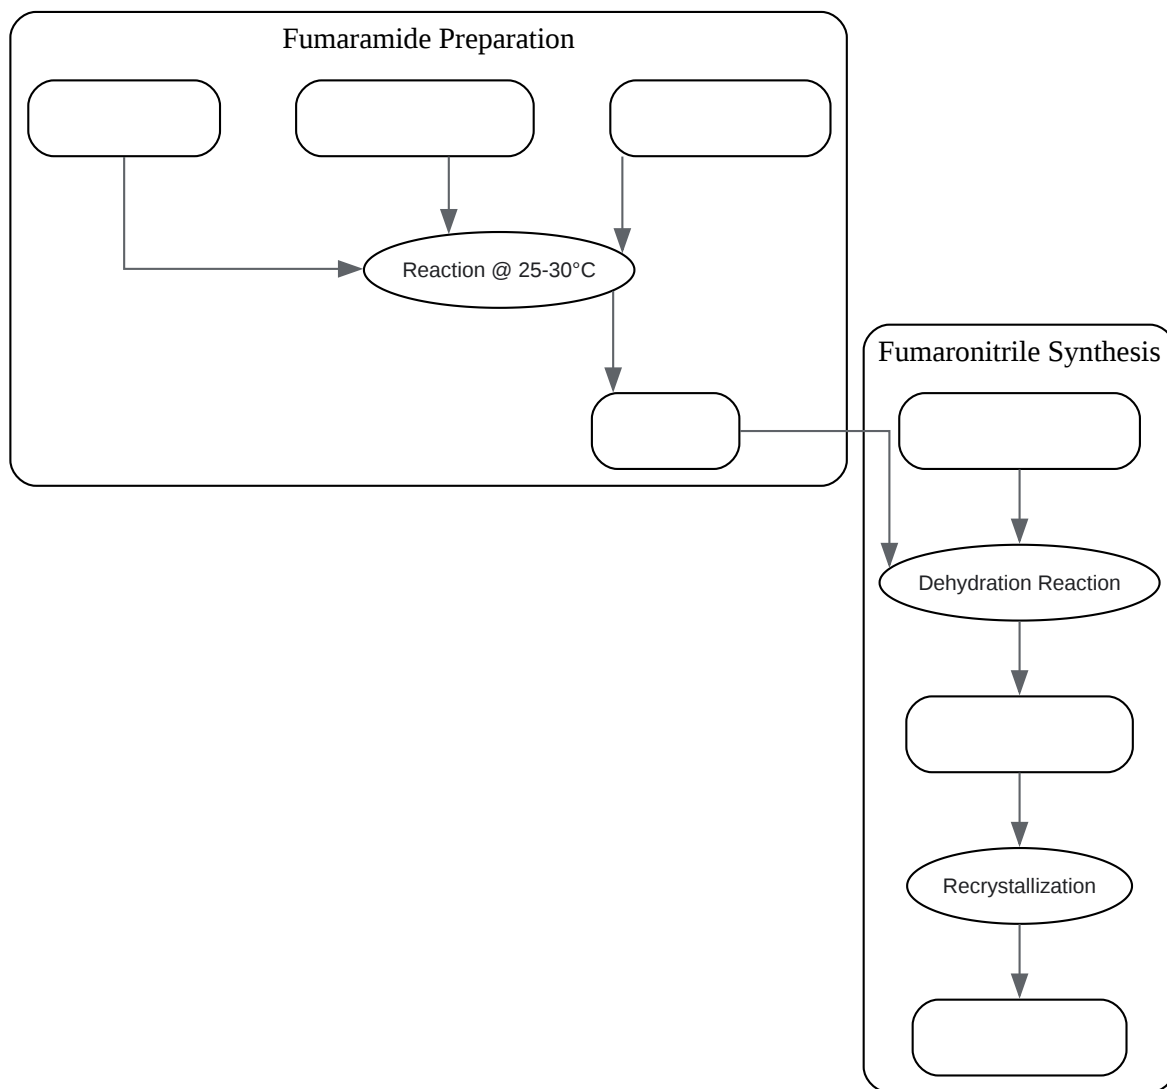 Fumaramide Preparation
Reaction @ 25-30°C
Fumaronitrile Synthesis
Dehydration Reaction
Recrystallization